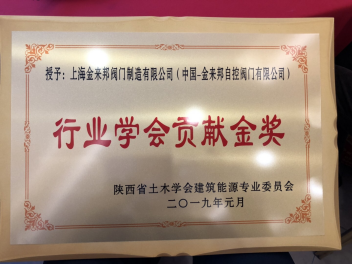 授予：上海金来邦阀门制造有限公司（中国-金来邦自控阀门有限公司）
行业学会贡献金奖
陕西省土木学会建筑能源专业委员会
二〇一九年元月